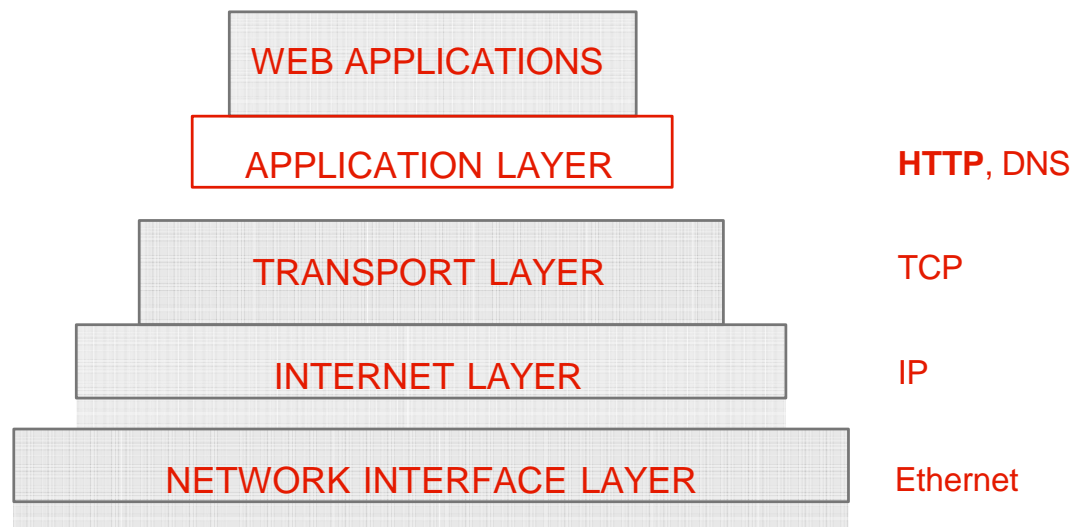 WEB APPLICATIONS
APPLICATION LAYER
HTTP, DNS
TRANSPORT LAYER
TCP
INTERNET LAYER
IP
NETWORK INTERFACE LAYER
Ethernet